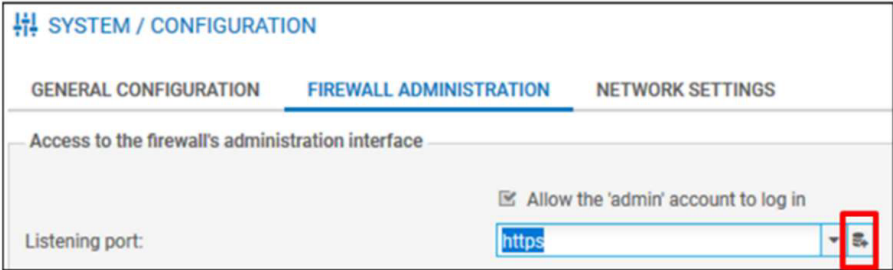 SYSTEM / CONFIGURATION
GENERAL CONFIGURATION FIREWALL ADMINISTRATION NETWORK SETTINGS
Access to the firewall's administration interface
Allow the 'admin' account to log in
Listening port: https